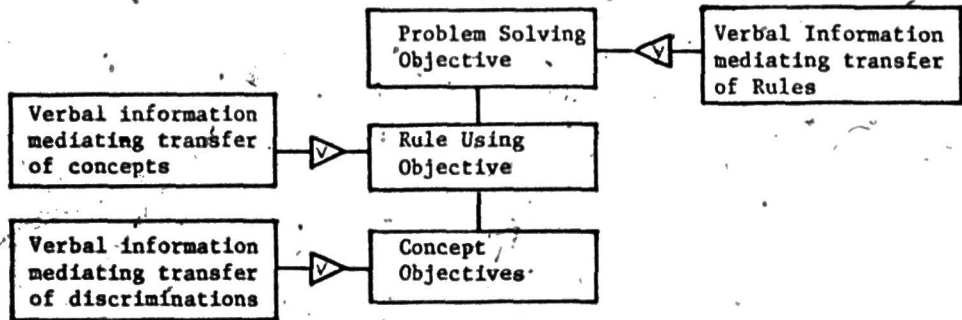 Problem Solving
Objective
V
Verbal Information
mediating transfer
of Rules
Verbal information
mediating transfer
of concepts
V
Rule Using
Objective
Verbal information
mediating transfer
of discriminations
V
Concept
Objectives